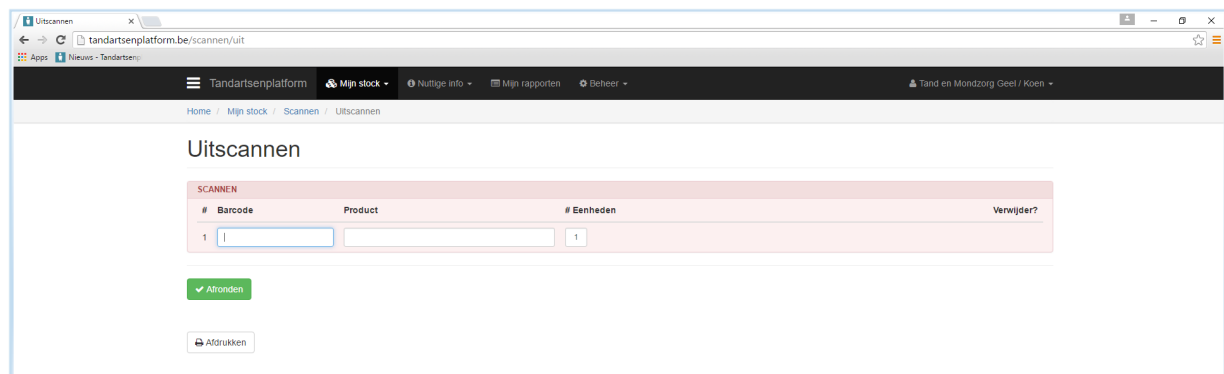 Uitscannen
tandartsenplatform.be/scannen/uit
Apps Nieuws - Tandartsenp
Tandartsenplatform Mijn stock Nuttige info Mijn rapporten Beheer Tand en Mondzorg Geel / Koen
Home / Mijn stock / Scannen / Uitscannen
Uitscannen
SCANNEN
# Barcode Product # Eenheden Verwijder?
1 1
Afronden
Afdrukken